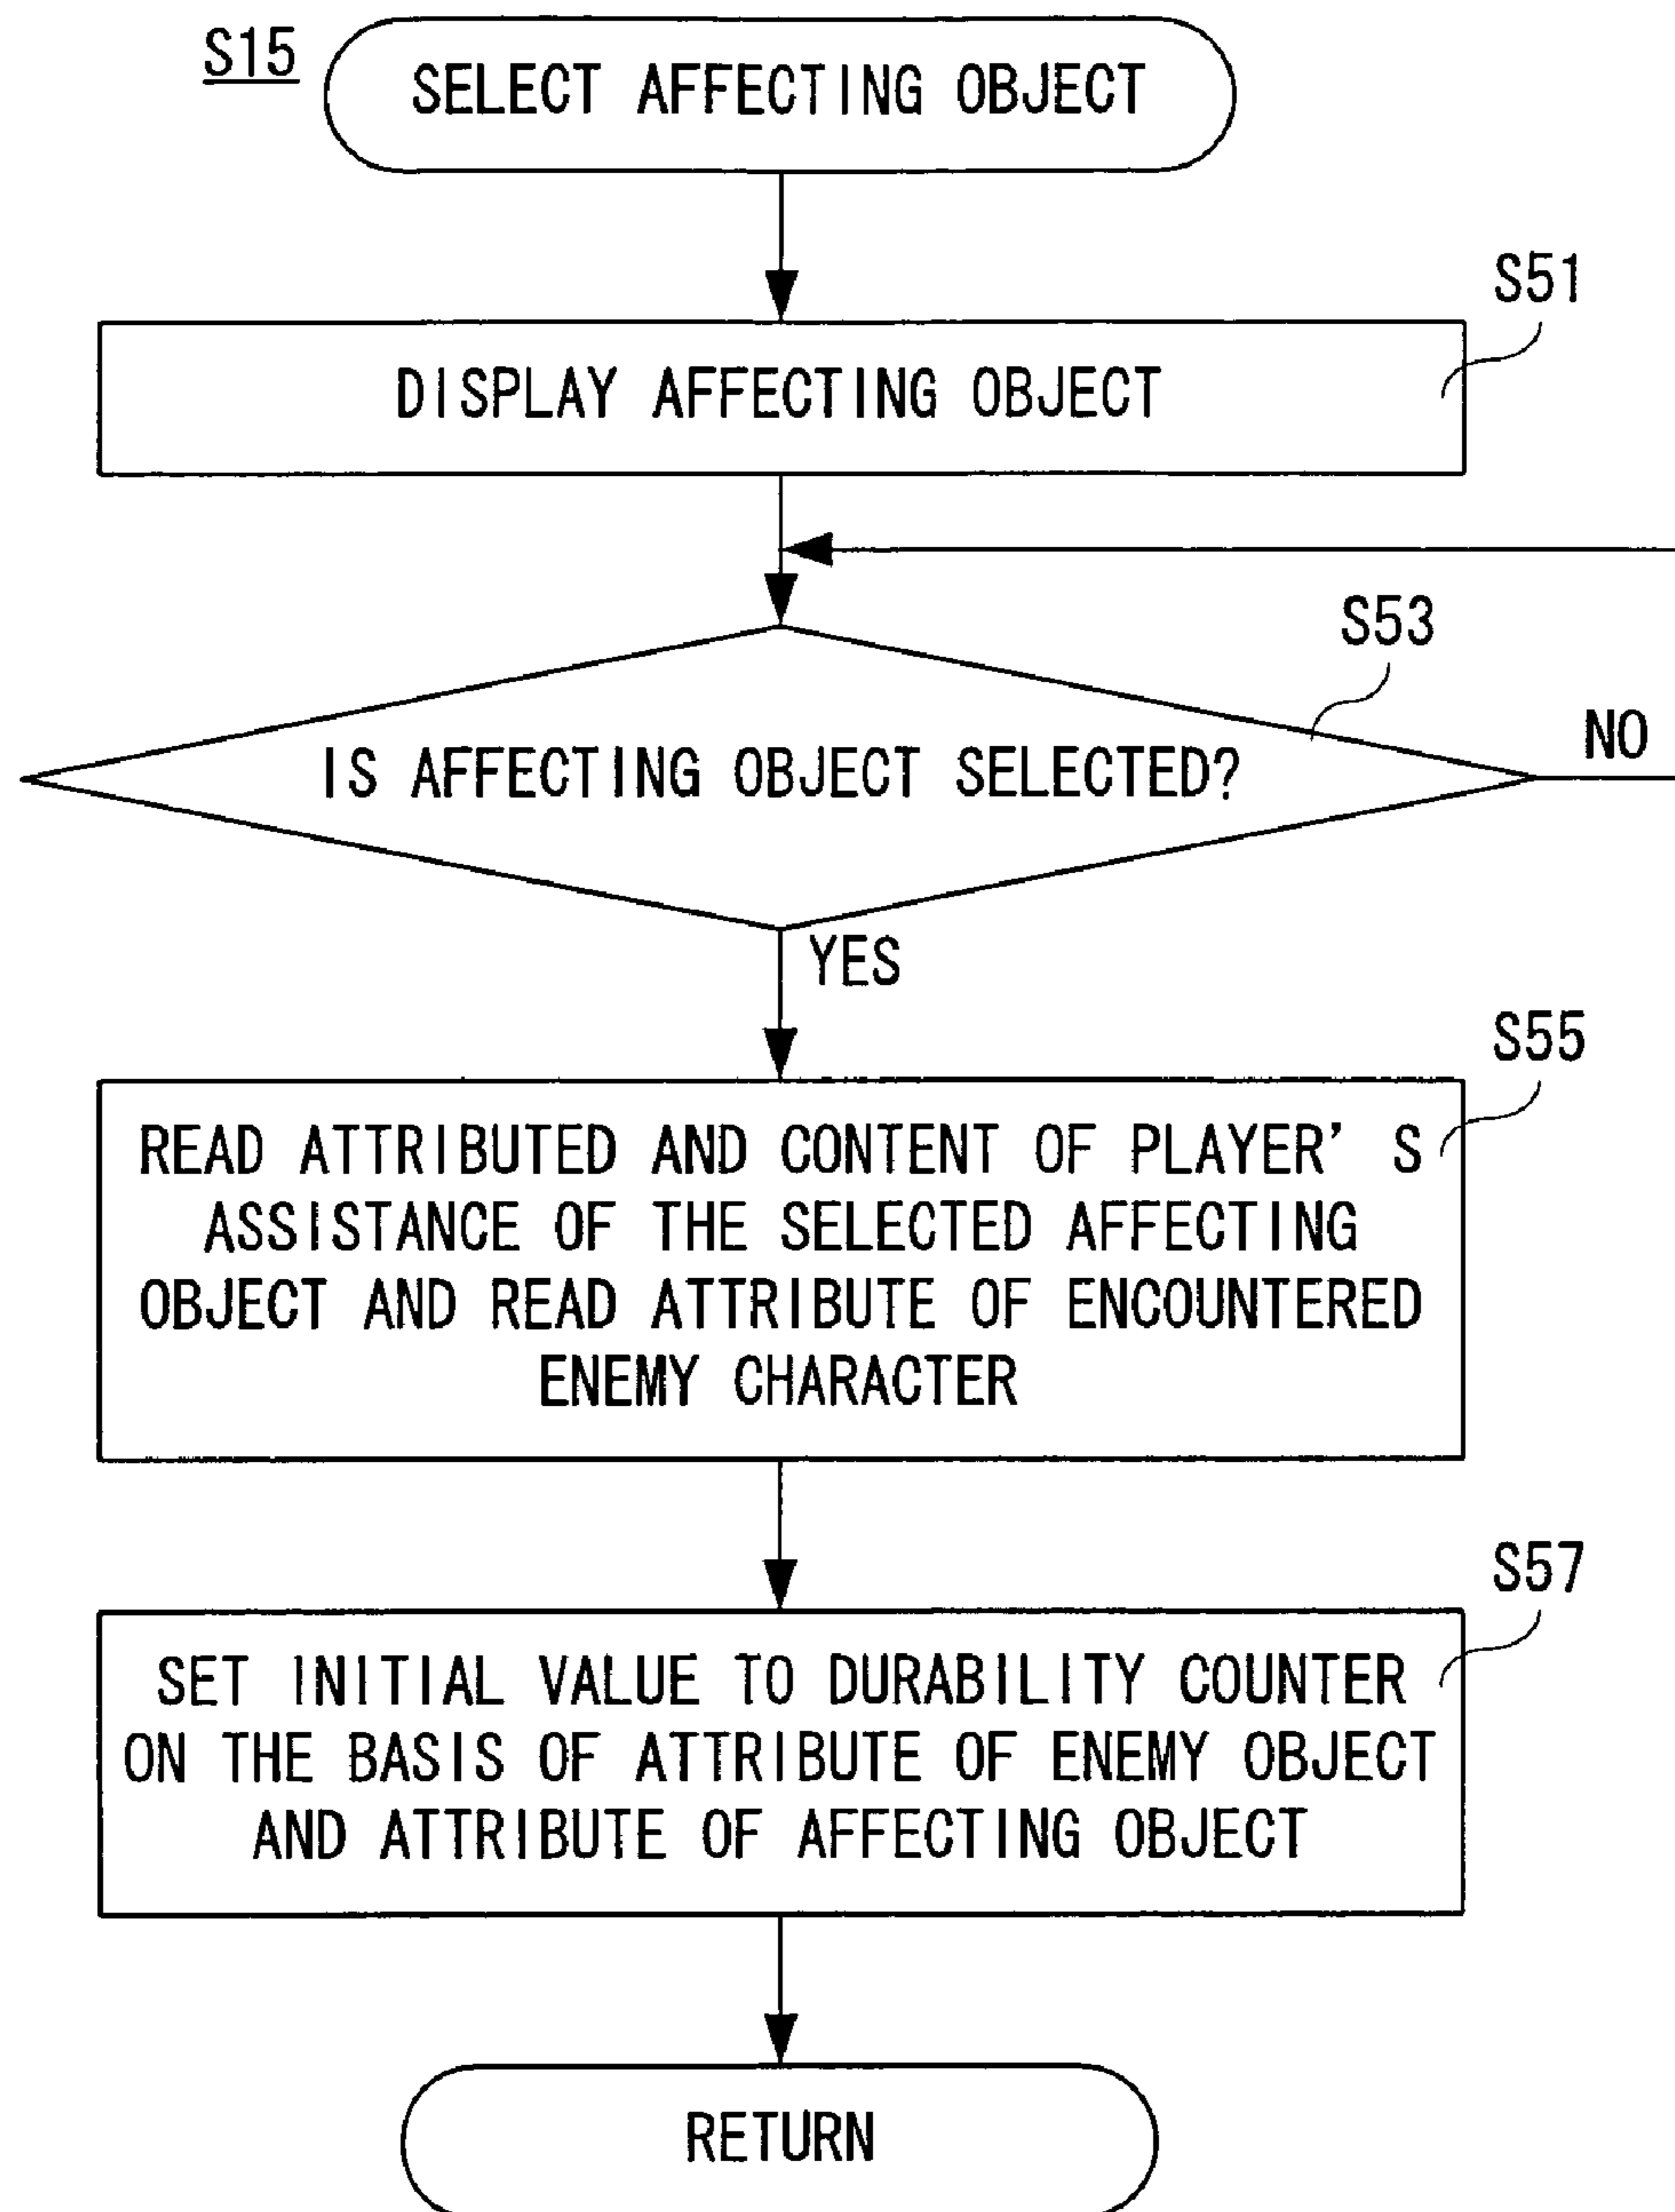 S15
SELECT AFFECTING OBJECT
S51
DISPLAY AFFECTING OBJECT
S53
IS AFFECTING OBJECT SELECTED?
NO
YES
S55
READ ATTRIBUTED AND CONTENT OF PLAYER' S
ASSISTANCE OF THE SELECTED AFFECTING
OBJECT AND READ ATTRIBUTE OF ENCOUNTERED
ENEMY CHARACTER
S57
SET INITIAL VALUE TO DURABILITY COUNTER
ON THE BASIS OF ATTRIBUTE OF ENEMY OBJECT
AND ATTRIBUTE OF AFFECTING OBJECT
RETURN